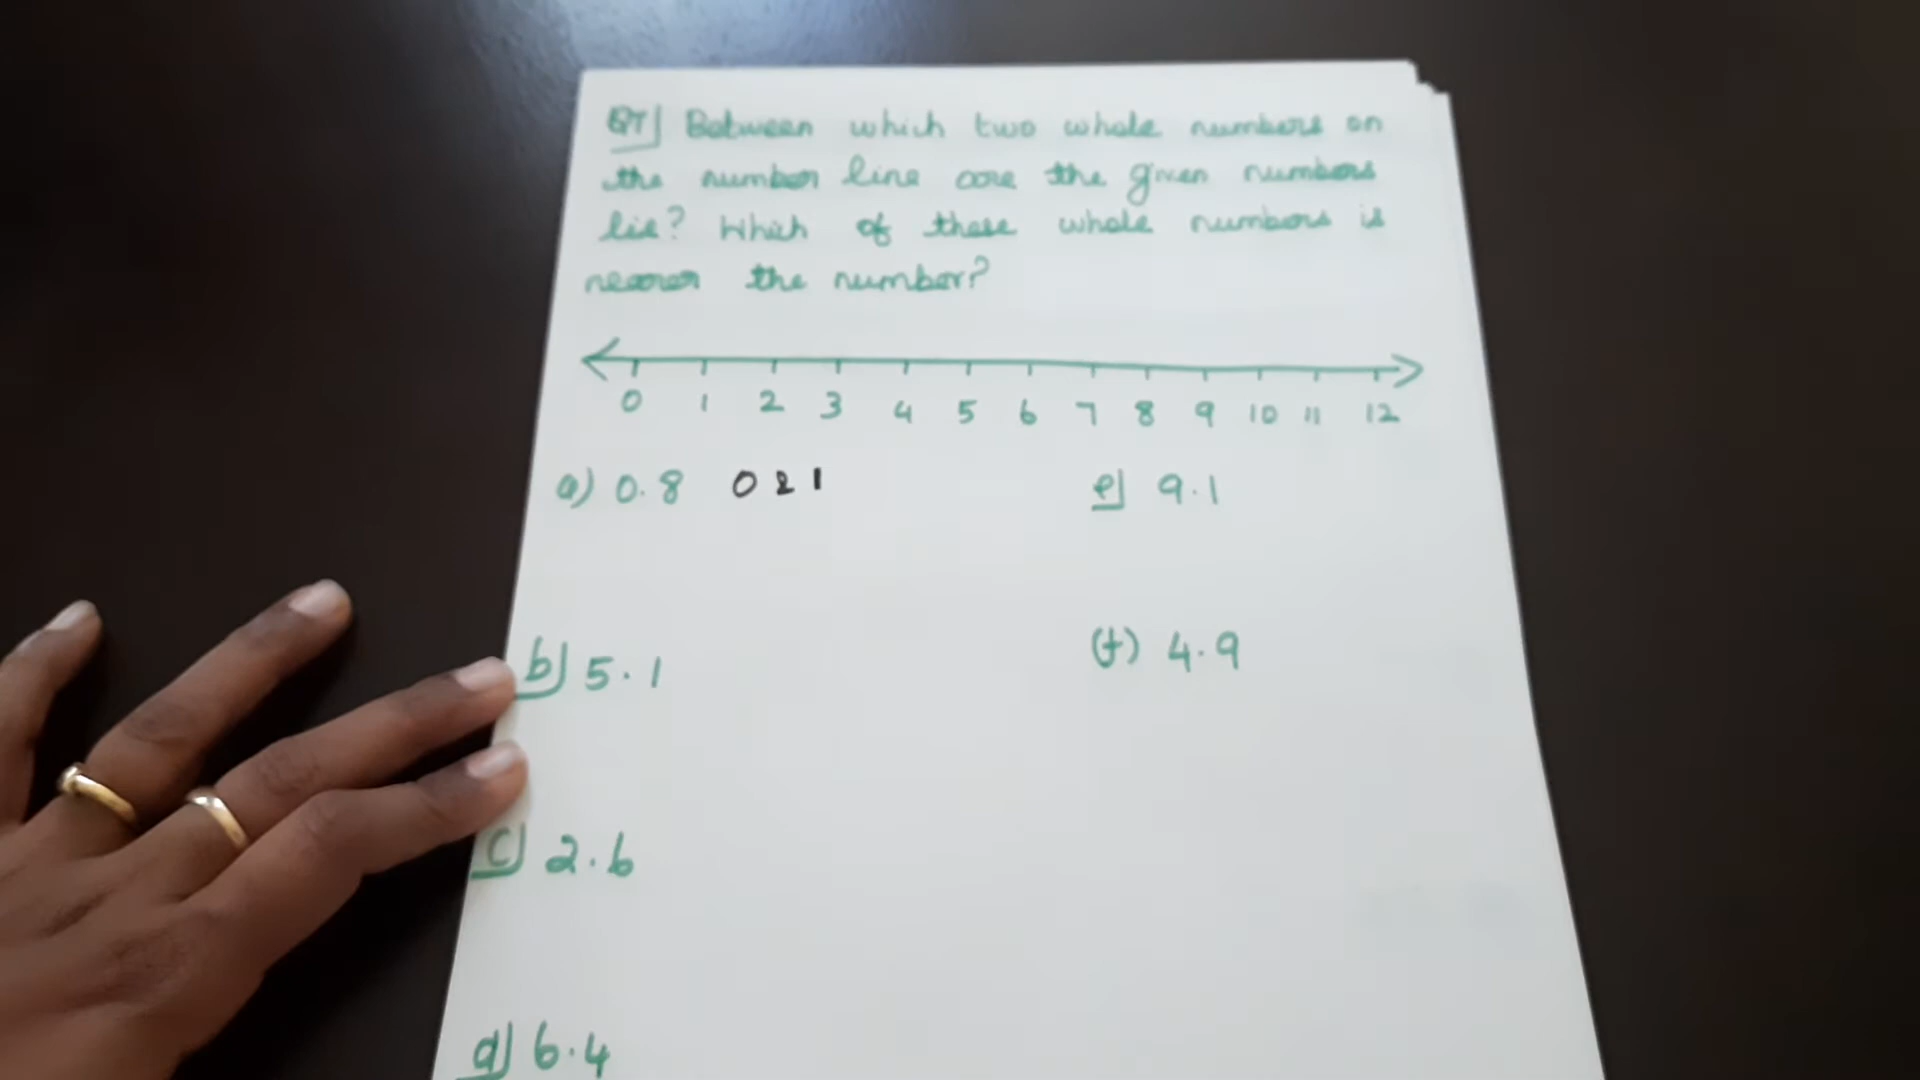 Q7] Between which two whole numbers on
the number line are the given numbers
lie? Which of these whole numbers is
nearer the number?
0 1 2 3 4 5 6 7 8 9 10 11 12
a) 0.8 0 & 1
e] 9.1
b] 5.1
(f) 4.9
c] 2.6
d] 6.4